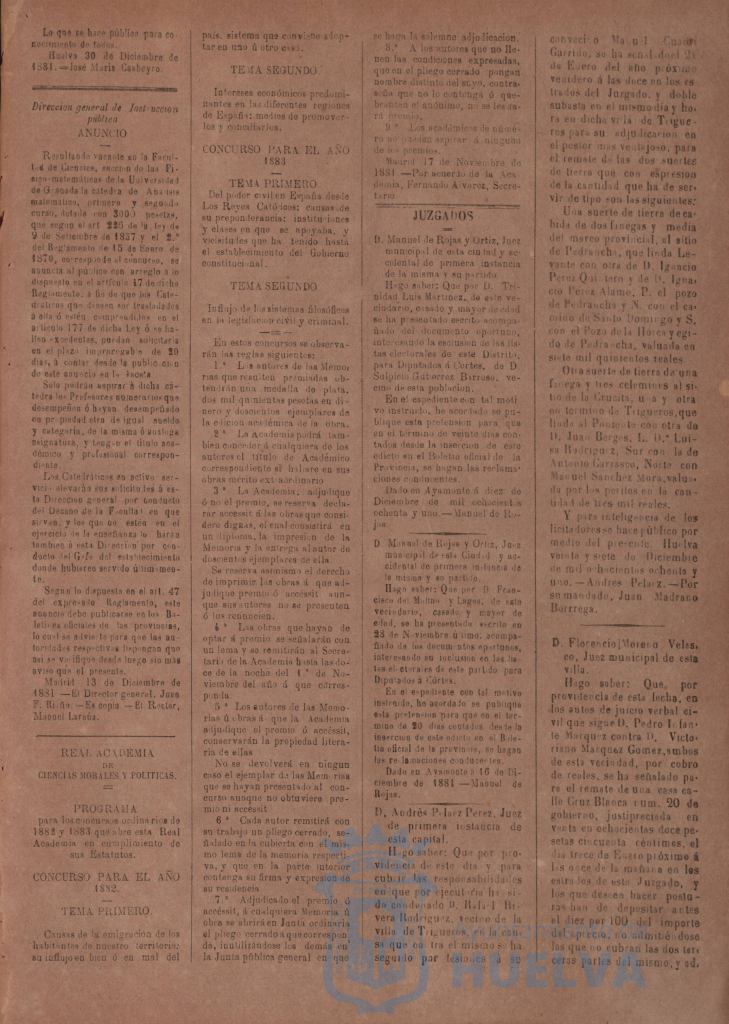 Lo que se hace público para co-
nocimiento de todos.
Huelva 30 de Diciembre de
1881.—José María Casbeyro.
Direccion general de Instruccion
pública
ANUNCIO
Resultando vacante en la Facul-
tad de Ciencias, seccion de las Fí-
sico-matemáticas de la Universidad
de Granada la cátedra de Análisis
matemático, primero y segundo
curso, dotada con 3000 pesetas,
que segun el art 226 de la ley de
9 de Setiembre de 1857 y el 2.º
del Reglamento de 15 de Enero de
1870, corresponde al concurso, se
anuncia al público con arreglo a lo
dispuesto en el artículo 47 de dicho
Reglamento, á fin de que los Cate-
dráticos que deseen ser trasladados
á ella ó estén comprendidos en el
artículo 177 de dicha Ley ó se ha-
llen excedentes, puedan solicitarla
en el plazo improrogable de 20
dias, á contar desde la publicacion
de este anuncio en la Gaceta
Solo podrán aspirar á dicha cá-
tedra los Profesores numerarios que
desempeñen ó hayan desempeñado
en propiedad otra de igual sueldo
y categoría, de la misma ó análoga
asignatura, y tengan el título aca-
démico y profesional correspon-
diente.
Los Catedráticos en activo ser-
vicio elevarán sus solicitudes á es-
ta Direccion general por conducto
del Decano de la Facultad en que
sirvan, y los que no estén en el
ejercicio de la enseñanza lo harán
tambien á esta Direccion por con-
ducto del Gefe del establecimiento
donde hubieren servido últimamen-
te.
Segun lo dispuesto en el art. 47
del expresado Reglamento, este
anuncio debe publicarse en los Bo-
letines oficiales de las provincias,
lo cual se advierte para que las au-
toridades respectivas dispongan que
así se verifique desde luego sin más
aviso que el presente.
Madrid 13 de Diciembre de
1881 —El Director general, Juan
F. Riaño.—Es copia.—El Rector,
Manuel
REAL ACADEMIA
DE
CIENCIAS MORALES Y POLITICAS.
PROGRAMA
para los concursos ordinarios de
1882 y 1883 que abre esta Real
Academia en cumplimiento de
sus Estatutos.
CONCURSO PARA EL AÑO
1882.
TEMA PRIMERO.
Causas de la emigracion de los
habitantes de nuestro territorio;
su influjo en bien ó en mal del
pais, sistema que convista adop-
tar en uno ú otro caso.
TEMA SEGUNDO
Intereses económicos predomi-
nantes en las diferentes regiones
de España; medios de promover-
los y conciliarlos.
CONCURSO PARA EL AÑO
1883
TEMA PRIMERO
Del poder civil en España desde
Los Reyes Católicos; causas de
su preponderancia; instituciones
y clases en que se apoyaba, y
vicisitudes que ha tenido hasta
el establecimiento del Gobierno
constitucional.
TEMA SEGUNDO
Influjo de los sistemas filosóficos
en la legislacion civil y criminal.
En estos concursos se observa-
rán las reglas siguientes:
1.ª Los autores de las Memo-
rias que resulten premiadas ob-
tendrán una medalla de plata,
dos mil quinientas pesetas en di-
nero y doscientos ejemplares de
la edicion académica de la obra.
2.ª La Academia podrá tam-
bien conceder á cualquiera de los
autores el título de Académico
correspondiente si hallare en sus
obras mérito extraordinario
3.ª La Academia, adjudique
ó no el premio, se reserva decla-
rar accéssit á las obras que consi-
dere dignas, el cual consistirá en
un diploma, la impresion de la
Memoria y la entrega al autor de
doscientos ejemplares de ella.
Se reserva asimismo el derecho
de imprimir las obras á que ad-
judique premio ó accéssit aun-
que sus autores no se presenten
ó los renuncien.
4.ª Las obras que hayan de
optar á premio se señalarán con
un lema y se remitirán al Secre-
tario de la Academia hasta las do-
ce de la noche del 1.º de No-
viembre del año á que corres-
ponda
5.ª Los autores de las Memo-
rias ú obras á que la Academia
adjudique el premio ó accéssit,
conservarán la propiedad litera-
ria de ellas
No se devolverá en ningun
caso el ejemplar de las Memorias
que se hayan presentado al con-
curso aunque no obtuviere pre-
mio ni accéssit
6.ª Cada autor remitirá con
su trabajo un pliego cerrado, se-
ñalado en la cubierta con el mis-
mo lema de la memoria respecti-
va, y que en la parte interior
contenga su firma y expresion de
su residencia
7.ª Adjudicado el premio ó
accéssit, á cualquiera Memoria ú
obra se abrirá en Junta ordinaria
el pliego cerrado á que correspon-
da, inutilizándose los demás en
la Junta pública general en que
se haga la solemne adjudicacion.
8.ª A los autores que no lle-
nen las condiciones expresadas,
que en el pliego cerrado pongan
nombre distinto del suyo, contra-
seña que no lo contenga ó que-
branten el anónimo, no se les dará
premio.
9.ª Los académicos de núme-
ro no pueden aspirar á ninguno
de los premios.
Madrid 17 de Noviembre de
1881 —Por acuerdo de la Aca-
demia, Fernando Alvarez, Secre-
tario
JUZGADOS
D. Manuel de Rojas y Ortiz, Juez
municipal de esta ciudad y ac-
cidental de primera instancia
de la misma y su partido.
Hago saber: Que por D. Tri-
nidad Luis Martinez, de este ve-
ciudario, casado y mayor de edad
se ha presentado escrito acompa-
ñado del documento oportuno,
interesando la esclusion de las lis-
tas electorales de este Distrito,
para Diputados á Córtes, de D.
Sulpicio Gutierrez Birroso, ve-
cino de esta poblacion.
En el expediente con tal moti-
vo instruido, he acordado se pu-
blique esta pretension para que
en el término de veinte dias con-
tados desde la insercion de este
edicto en el Boletin oficial de la
Provincia, se hagan las reclama-
ciones conducentes.
Dado en Ayamonte á diez de
Diciembre de mil ochocientos
ochenta y uno.—Manuel de Ro-
jas.
D Manuel de Rojas y Ortiz, Juez
municipal de esta Ciudad y ac-
cidental de primera instancia de
la misma y su partido.
Hago saber: Que por D. Fran-
cisco del Molino y Lagos, de este
veciudario, casado y mayor de
edad, se ha presentado escrito en
28 de Noviembre último, acompa-
ñado de los documentos oportunos,
interesando su inclusion en las lis-
tas electorales de este partido para
Diputados á Córtes.
En el expediente con tal motivo
instruido, he acordado se publique
esta pretension para que en el tér-
mino de 20 dias contados desde la
insercion de este edicto en el Bole-
tin oficial de la provincia, se hagan
las reclamaciones conducentes.
Dado en Ayamonte á 16 de Di-
ciembre de 1881 —Manuel de
Rojas.
D. Andrés Pelaez Perez, Juez
de primera instancia de
esta capital.
Hago saber: Que por pro-
videncia de este dia y para
cubrir las responsabilidades
en que por ejecutoria ha si-
do condenado D. Rafael Ri-
vera Rodriguez, vecino de la
villa de Trigueros, en la cau-
sa que contra el mismo se ha
seguido por lesiones á su
convecino Manuel
Garrido, se ha señalado el
de Enero del año próximo
venidero á las doce en los es-
trados del Juzgado, y doble
subasta en el mismo dia y ho-
ra en dicha villa de Trigue-
ros para su adjudicacion en
el postor mas ventajoso, para
el remate de las dos suertes
de tierra que con espresion
de la cantidad que ha de ser-
vir de tipo son las siguientes:
Una suerte de tierra de ca-
bida de dos fanegas y media
del marco provincial, al sitio
de Pedrancha, que linda Le-
vante con otra de D. Ignacio
Perez Quintero y de D. Igna-
cio Perez Alamo, P. el pozo
de Pedrancha y N. con el ca-
mino de Santo Domingo y S.
con el Pozo de la Horca y egi-
do de Pedrancha, valuada en
siete mil quinientos reales.
Otra suerte de tierra de una
fanega y tres celemines al si-
tio de la Crucita, una y otra
en término de Trigueros, que
linda al Poniente con otra de
D. Juan Borges, L. D.ª Lui-
sa Rodriguez, Sur con la de
Antonio Carrasco, Norte con
Manuel Sanchez Mora, valua-
da por los peritos en la can-
tidad de tres mil reales.
Y para inteligencia de los
licitadores se hace público por
medio del presente. Huelva
veinte y siete de Diciembre
de mil ochocientos ochenta y
uno.—Andres Pelaez.—Por
su mandado, Juan Madrano
Borrrega.
D. Florencio Moreno Velas-
co, Juez municipal de esta
villa.
Hago saber: Que, por
providencia de esta fecha, en
los autos de juicio verbal ci-
vil que sigue D. Pedro Infan-
te Marquez contra D. Victo-
riano Marquez Gomez, ambos
de esta vecindad, por cobro
de reales, se ha señalado pa-
ra el remate de una casa ca-
lle Cruz Blanca núm. 20 de
gobierno, justipreciada en
venta en ochocientas doce pe-
setas cincuenta céntimos, el
dia trece de Enero próximo á
las once de la mañana en los
estrados de este Juzgado, y
los que deseen hacer postu-
ras han de depositar antes
el diez por 100 del importe
del aprecio, no admitiéndose
las que no cubran las dos ter-
ceras partes del mismo, y ad.
HUELVA